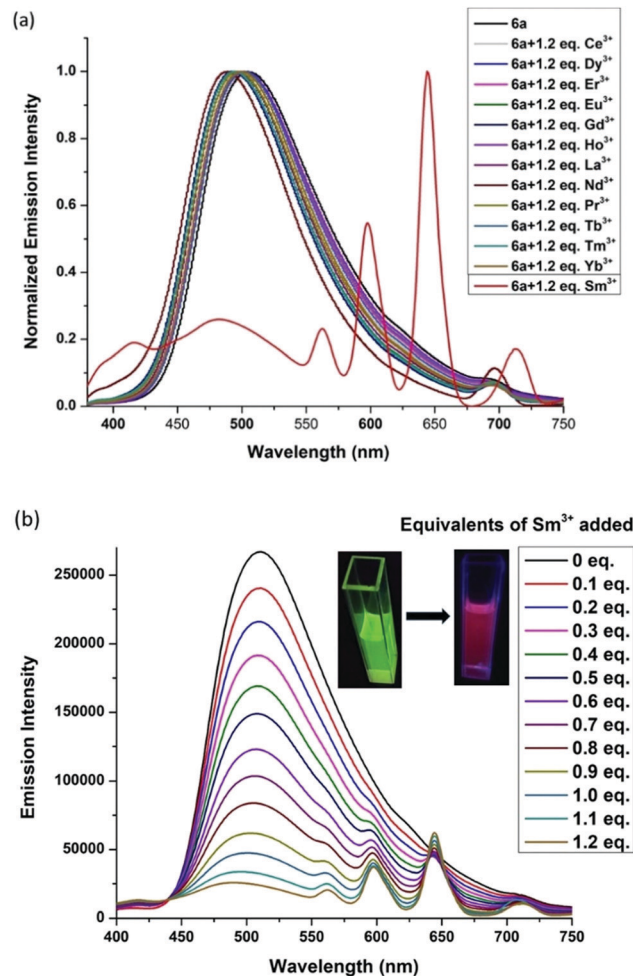 (a)
6a
6a+1.2 eq. Ce³⁺
6a+1.2 eq. Dy³⁺
6a+1.2 eq. Er³⁺
6a+1.2 eq. Eu³⁺
6a+1.2 eq. Gd³⁺
6a+1.2 eq. Ho³⁺
6a+1.2 eq. La³⁺
6a+1.2 eq. Nd³⁺
6a+1.2 eq. Pr³⁺
6a+1.2 eq. Tb³⁺
6a+1.2 eq. Tm³⁺
6a+1.2 eq. Yb³⁺
6a+1.2 eq. Sm³⁺
Normalized Emission Intensity
1.0
0.8
0.6
0.4
0.2
0.0
400 450 500 550 600 650 700 750
Wavelength (nm)
(b)
Equivalents of Sm³⁺ added
0 eq.
0.1 eq.
0.2 eq.
0.3 eq.
0.4 eq.
0.5 eq.
0.6 eq.
0.7 eq.
0.8 eq.
0.9 eq.
1.0 eq.
1.1 eq.
1.2 eq.
Emission Intensity
250000
200000
150000
100000
50000
0
400 450 500 550 600 650 700 750
Wavelength (nm)